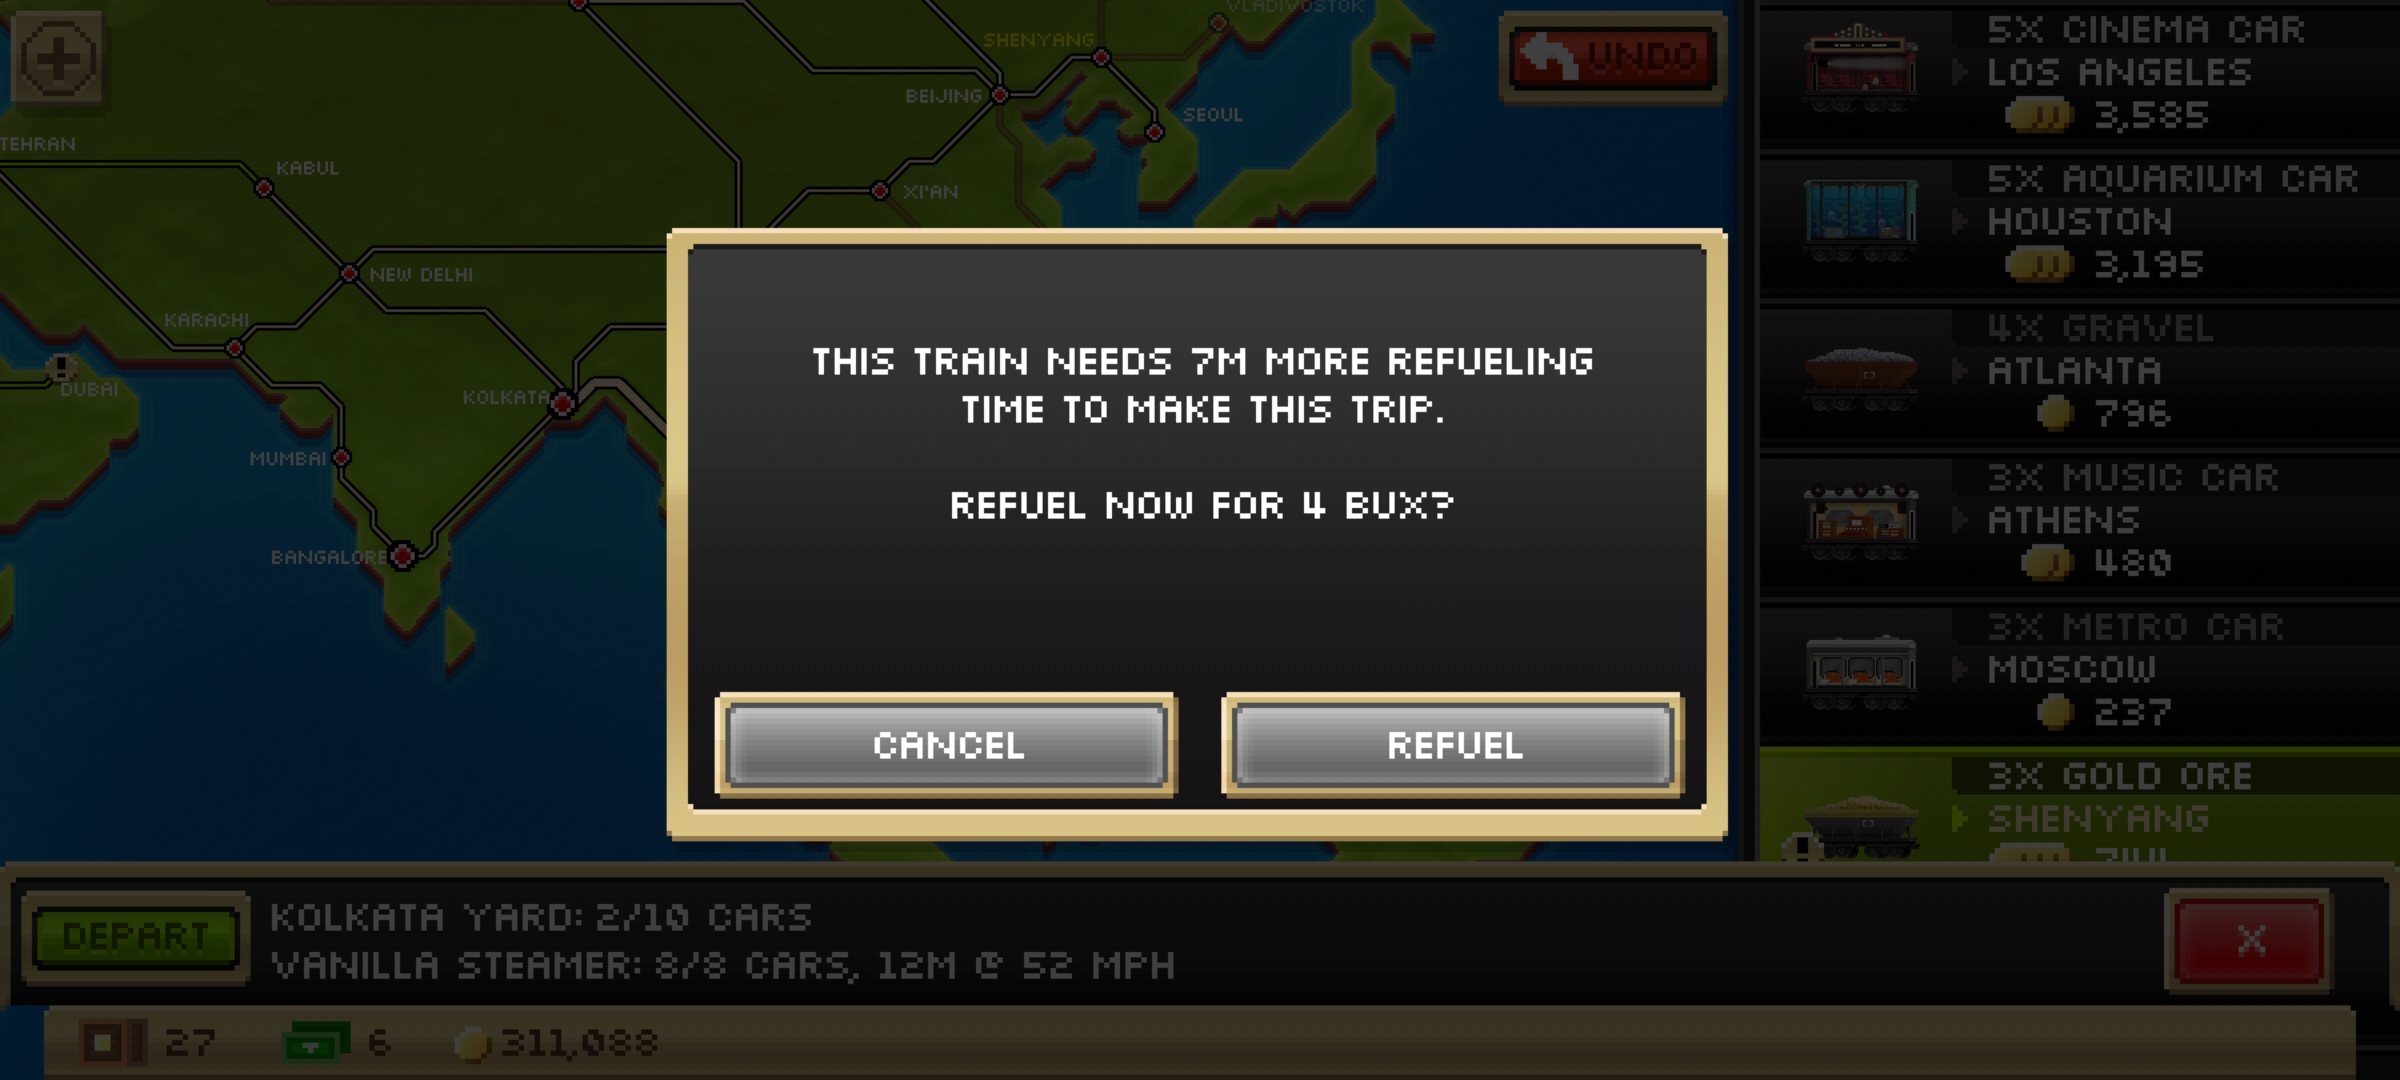 VLADIVOSTOK
SHENYANG
UNDO
BEIJING
SEOUL
TEHRAN
KABUL
XI'AN
NEW DELHI
KARACHI
DUBAI
KOLKATA
MUMBAI
BANGALORE
THIS TRAIN NEEDS 7M MORE REFUELING
TIME TO MAKE THIS TRIP.
REFUEL NOW FOR 4 BUX?
CANCEL
REFUEL
5X CINEMA CAR
LOS ANGELES
3,585
5X AQUARIUM CAR
HOUSTON
3,195
4X GRAVEL
ATLANTA
796
3X MUSIC CAR
ATHENS
480
3X METRO CAR
MOSCOW
237
3X GOLD ORE
SHENYANG
DEPART
KOLKATA YARD: 2/10 CARS
VANILLA STEAMER: 8/8 CARS, 12M @ 52 MPH
X
27
6
311,088